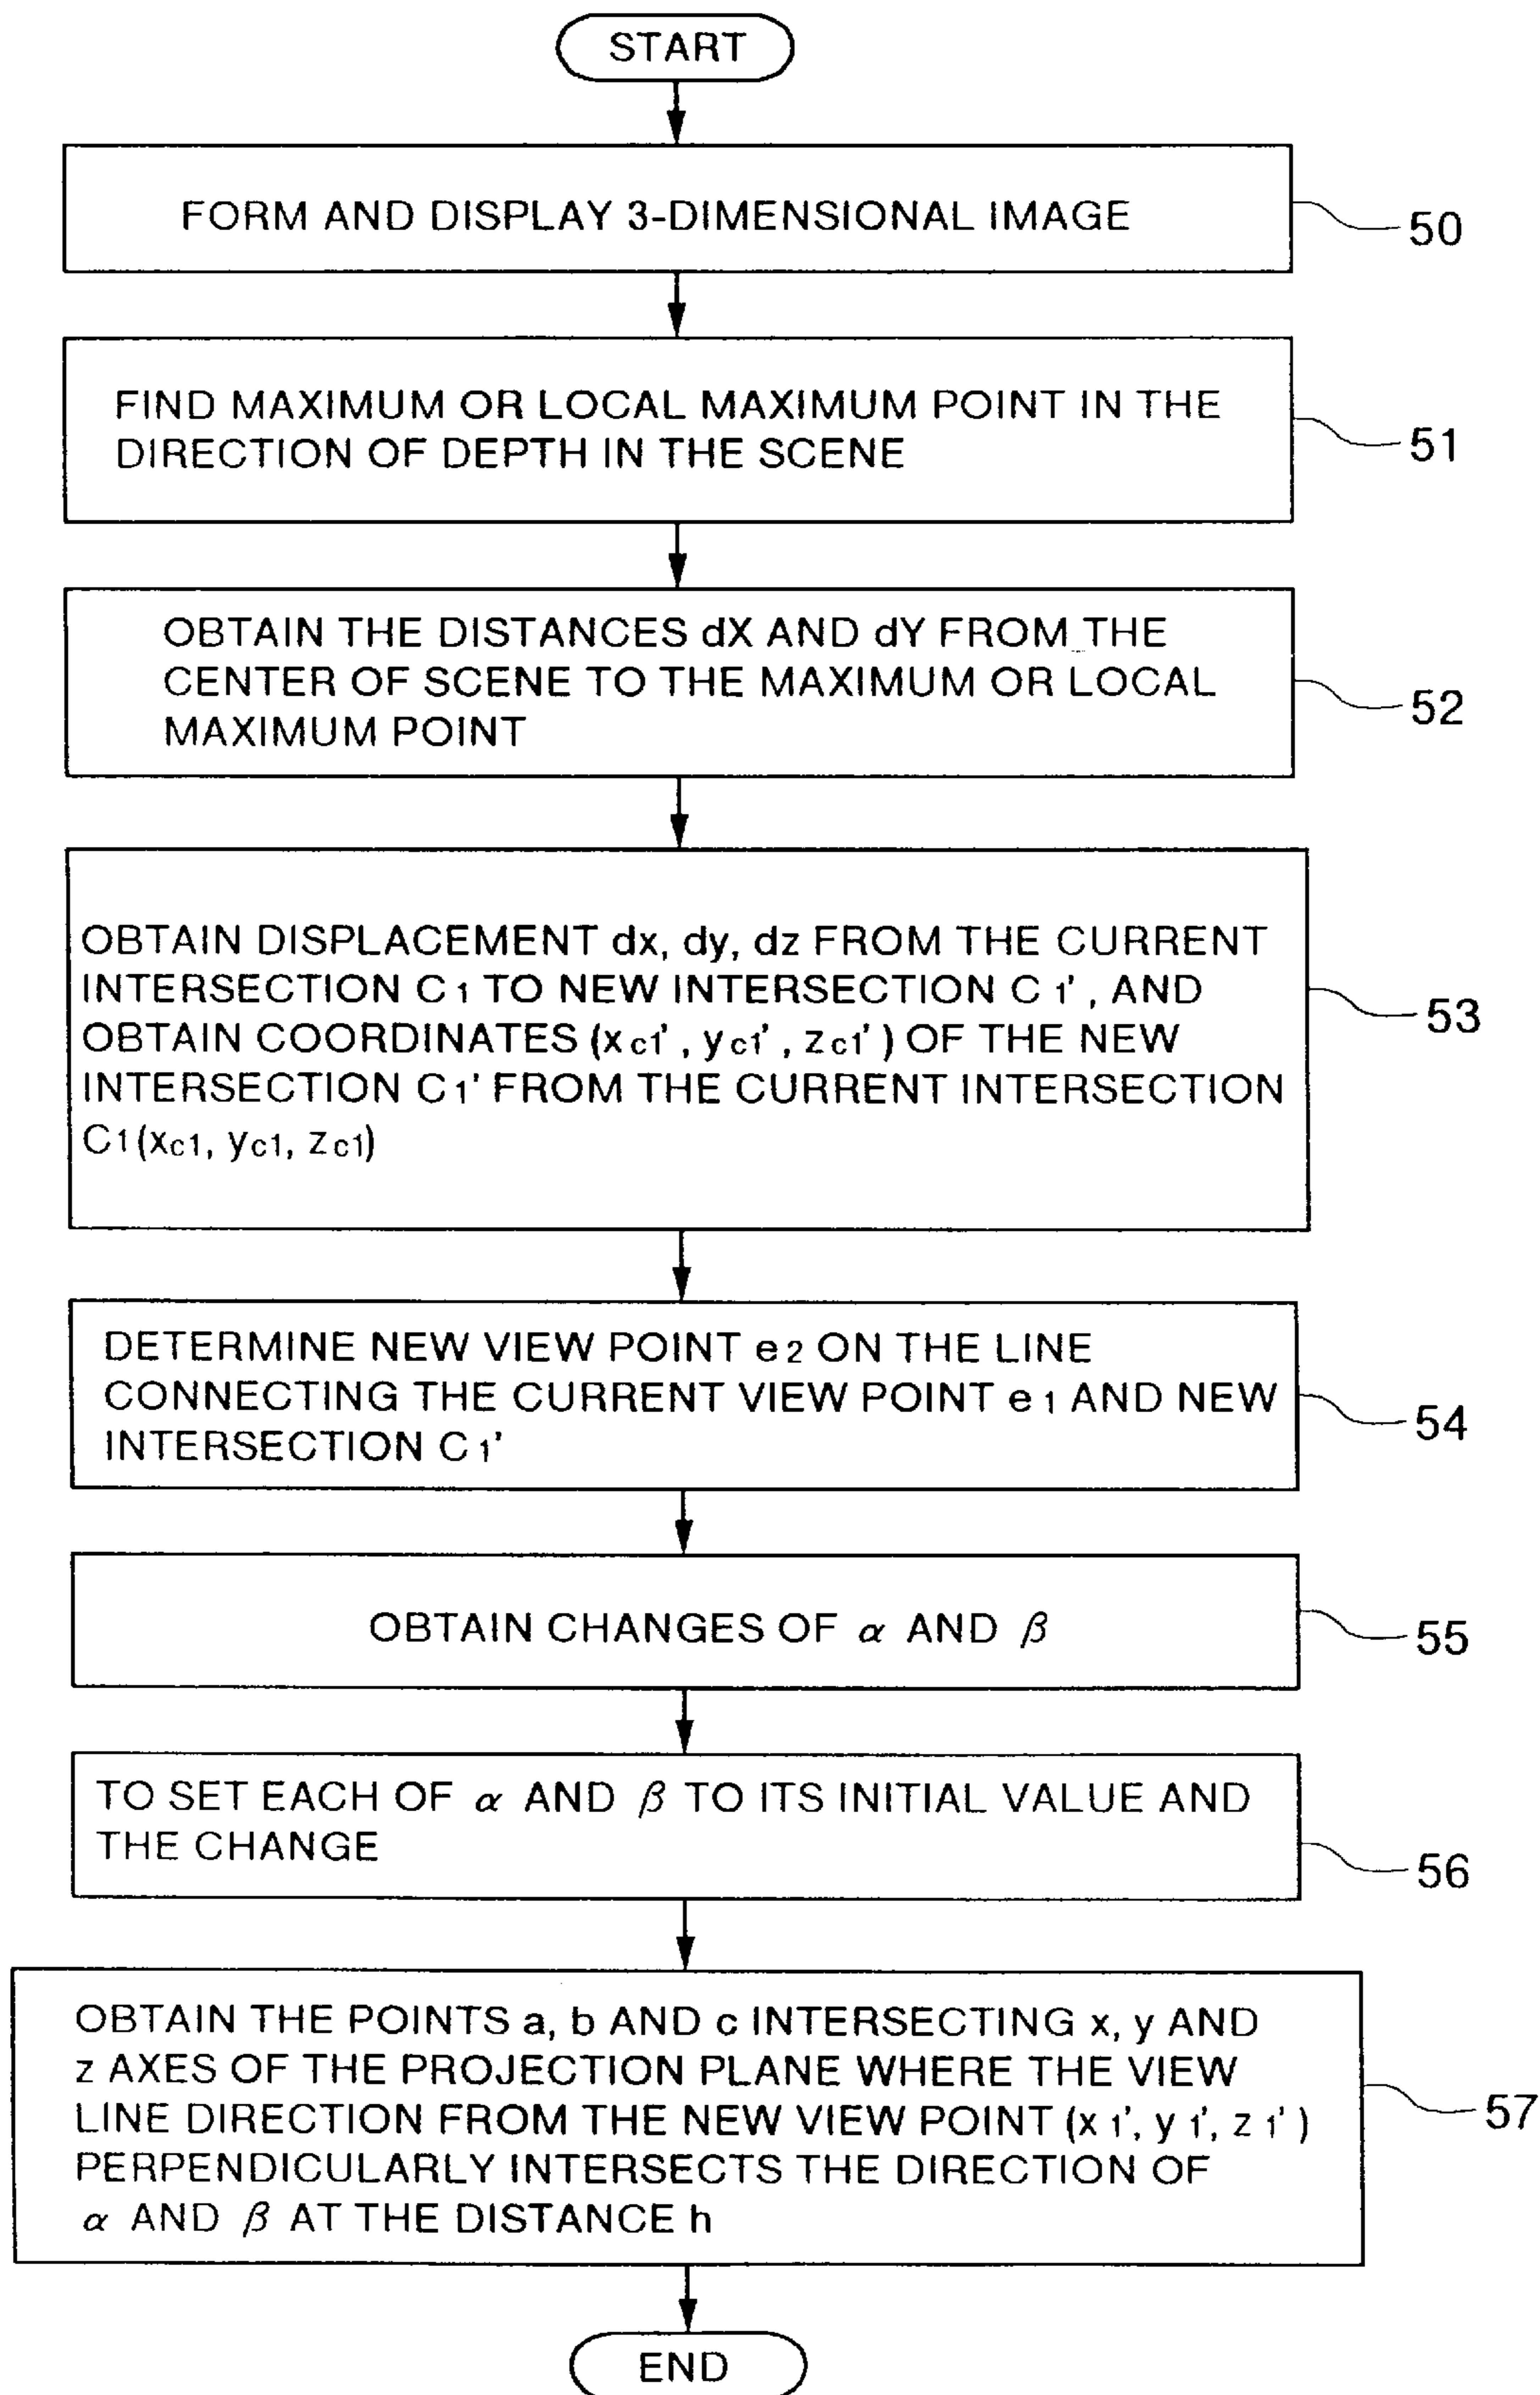 START
FORM AND DISPLAY 3-DIMENSIONAL IMAGE
50
FIND MAXIMUM OR LOCAL MAXIMUM POINT IN THE
DIRECTION OF DEPTH IN THE SCENE
51
OBTAIN THE DISTANCES dX AND dY FROM THE
CENTER OF SCENE TO THE MAXIMUM OR LOCAL
MAXIMUM POINT
52
OBTAIN DISPLACEMENT dx, dy, dz FROM THE CURRENT
INTERSECTION C1 TO NEW INTERSECTION C1', AND
OBTAIN COORDINATES (xc1', yc1', zc1') OF THE NEW
INTERSECTION C1' FROM THE CURRENT INTERSECTION
C1(xc1, yc1, zc1)
53
DETERMINE NEW VIEW POINT e2 ON THE LINE
CONNECTING THE CURRENT VIEW POINT e1 AND NEW
INTERSECTION C1'
54
OBTAIN CHANGES OF α AND β
55
TO SET EACH OF α AND β TO ITS INITIAL VALUE AND
THE CHANGE
56
OBTAIN THE POINTS a, b AND c INTERSECTING x, y AND
z AXES OF THE PROJECTION PLANE WHERE THE VIEW
LINE DIRECTION FROM THE NEW VIEW POINT (x1', y1', z1')
PERPENDICULARLY INTERSECTS THE DIRECTION OF
α AND β AT THE DISTANCE h
57
END